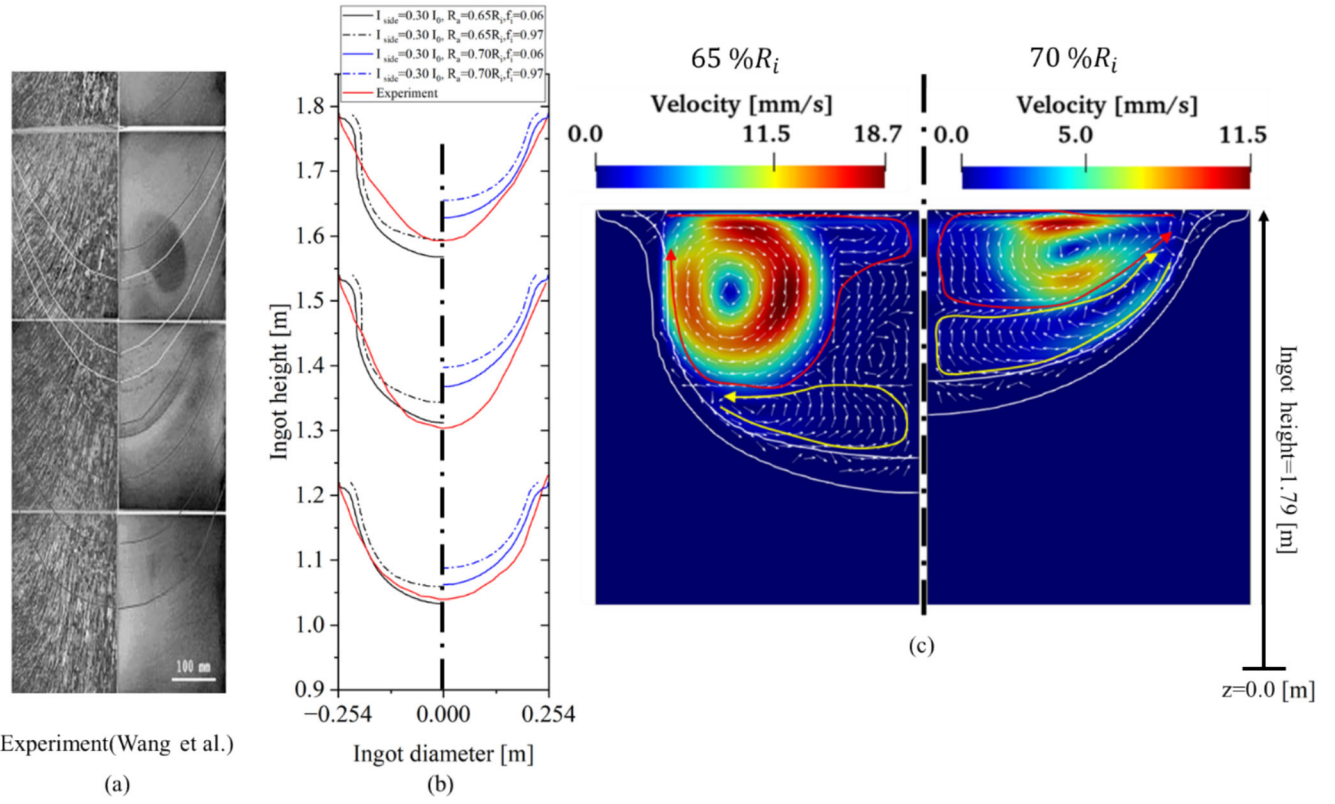 100 mm
Experiment(Wang et al.)
(a)
I side=0.30 I0, Ra=0.65Ri,fi=0.06
I side=0.30 I0, Ra=0.65Ri,fi=0.97
I side=0.30 I0, Ra=0.70Ri,fi=0.06
I side=0.30 I0, Ra=0.70Ri,fi=0.97
Experiment
Ingot height [m]
1.8
1.7
1.6
1.5
1.4
1.3
1.2
1.1
1.0
0.9
−0.254 0.000 0.254
Ingot diameter [m]
(b)
65 %Ri
Velocity [mm/s]
0.0 11.5 18.7
70 %Ri
Velocity [mm/s]
0.0 5.0 11.5
Ingot height=1.79 [m]
z=0.0 [m]
(c)